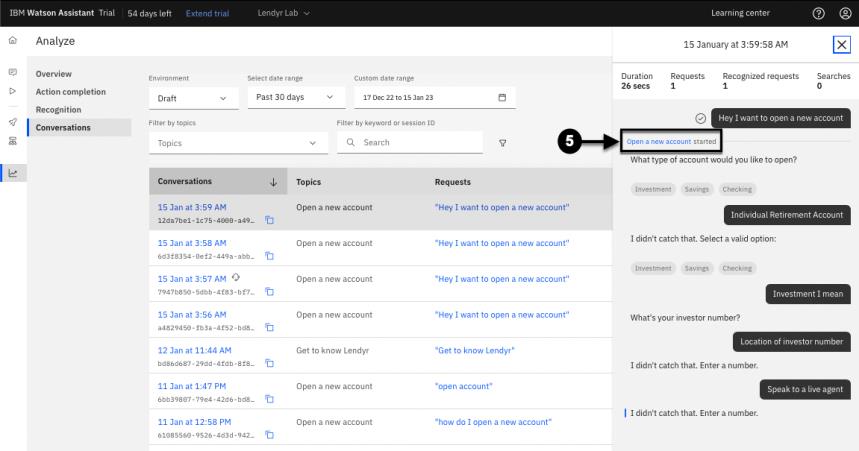 IBM Watson Assistant Trial 54 days left Extend trial Lendyr Lab Learning center
Analyze
Overview
Action completion
Recognition
Conversations
Environment Select date range Custom date range
Draft Past 30 days 17 Dec 22 to 15 Jan 23
Filter by topics Filter by keyword or session ID
Topics Search
Conversations Topics Requests
15 Jan at 3:59 AM Open a new account "Hey I want to open a new account"
12da7be1-1c75-4000-a49…
15 Jan at 3:58 AM Open a new account "Hey I want to open a new account"
6d3f8354-0ef2-449a-abb…
15 Jan at 3:57 AM Open a new account "Hey I want to open a new account"
7947b850-5dbb-4f83-bf7…
15 Jan at 3:56 AM Open a new account "Hey I want to open a new account"
a4829450-fb3a-4f52-bd8…
12 Jan at 11:44 AM Get to know Lendyr "Get to know Lendyr"
bd86d687-29dd-4fdb-8f8…
11 Jan at 1:47 PM Open a new account "open account"
6bb39807-79e4-42d6-bd8…
11 Jan at 12:58 PM Open a new account "how do I open a new account"
61085560-9526-4d3d-942…
15 January at 3:59:58 AM
Duration Requests Recognized requests Searches
26 secs 1 1 0
Hey I want to open a new account
5
Open a new account started
What type of account would you like to open?
Investment Savings Checking
Individual Retirement Account
I didn't catch that. Select a valid option:
Investment Savings Checking
Investment I mean
What's your investor number?
Location of investor number
I didn't catch that. Enter a number.
Speak to a live agent
I didn't catch that. Enter a number.